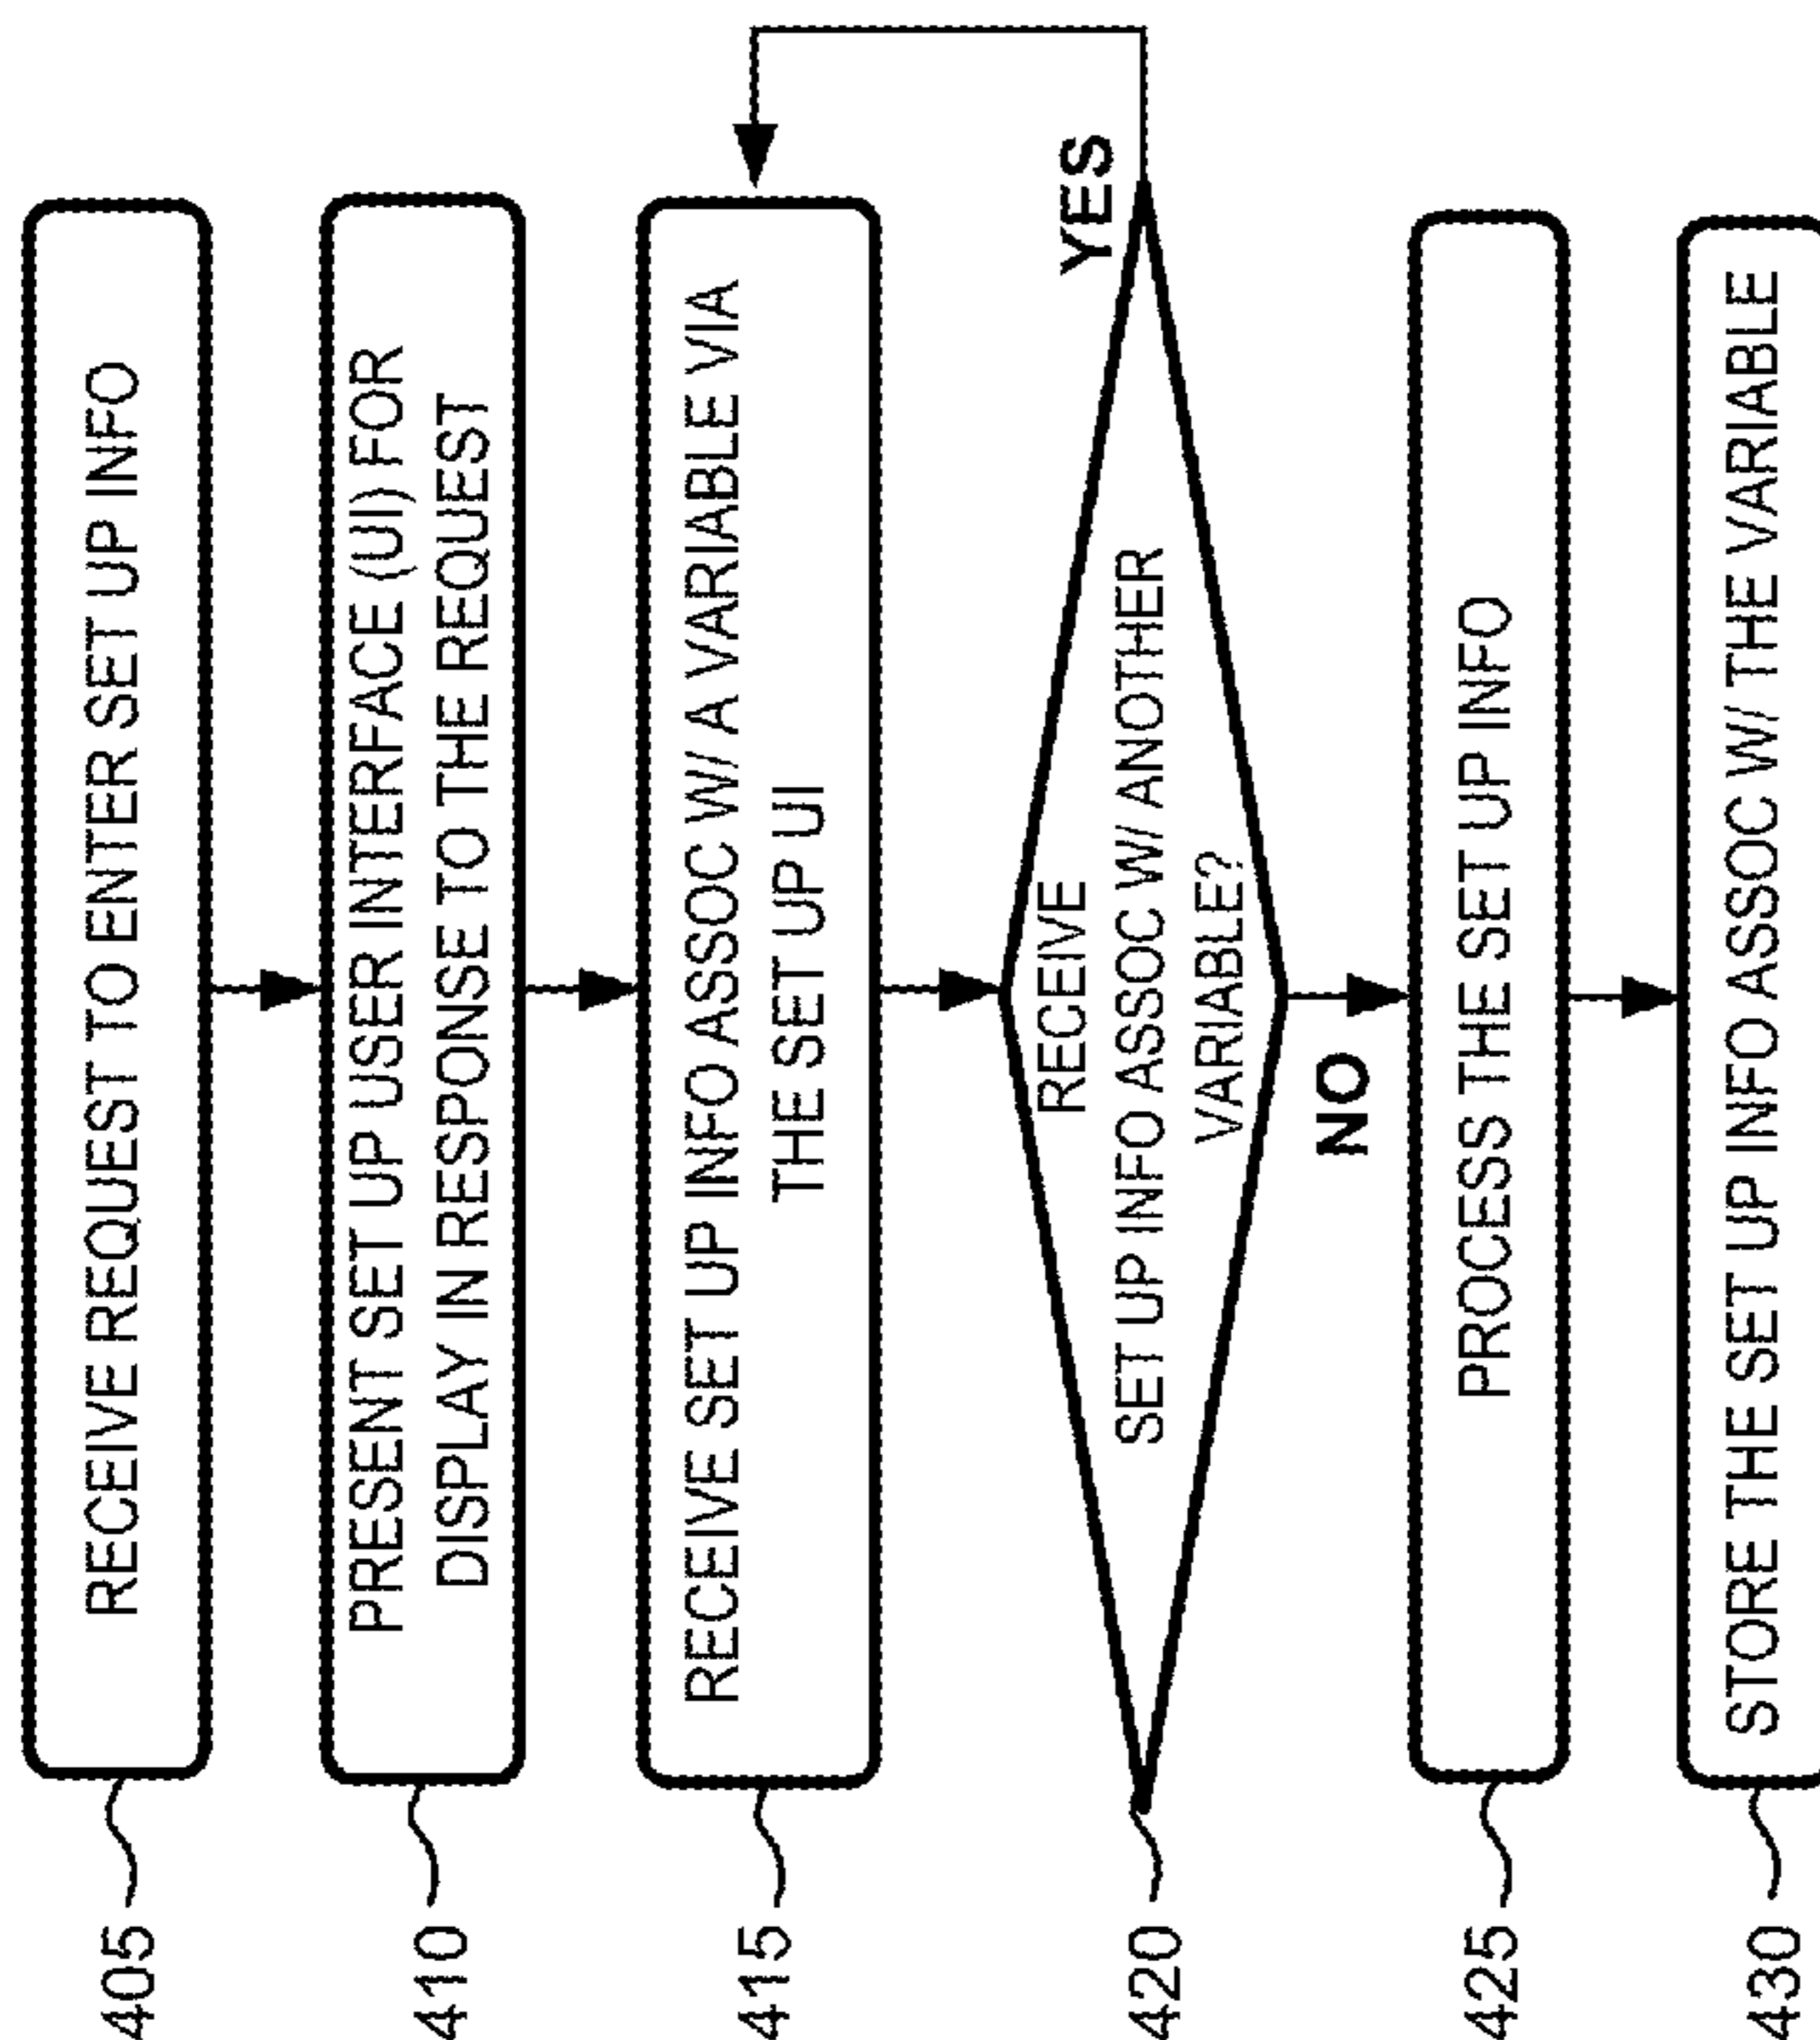 RECEIVE REQUEST TO ENTER SET UP INFO
405
PRESENT SET UP USER INTERFACE (UI) FOR
DISPLAY IN RESPONSE TO THE REQUEST
410
RECEIVE SET UP INFO ASSOC W/ A VARIABLE VIA
THE SET UP UI
415
RECEIVE
SET UP INFO ASSOC W/ ANOTHER
VARIABLE?
YES
420
NO
PROCESS THE SET UP INFO
425
STORE THE SET UP INFO ASSOC W/ THE VARIABLE
430